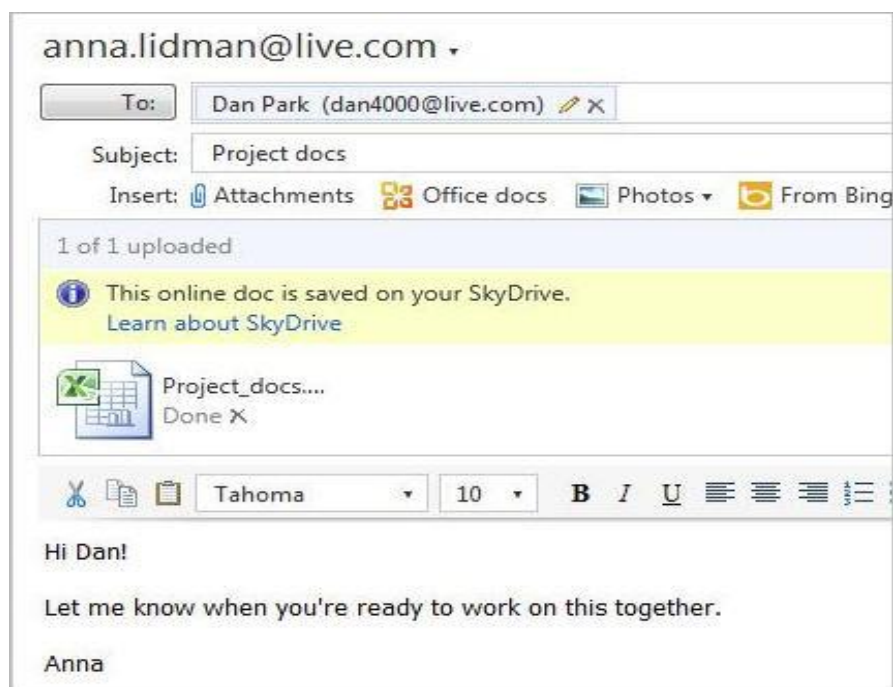 anna.lidman@live.com
To: Dan Park (dan4000@live.com)
Subject: Project docs
Insert: Attachments Office docs Photos From Bing
1 of 1 uploaded
This online doc is saved on your SkyDrive.
Learn about SkyDrive
Project_docs....
Done
Tahoma 10 B I U
Hi Dan!
Let me know when you're ready to work on this together.
Anna